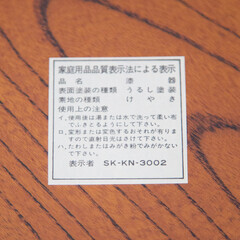 家庭用品品質表示法による表示
品名 漆器
表面塗装の種類 うるし塗装
素地の種類 けやき
使用上の注意
イ、使用後は湯または水で洗って柔い布
でふきとるようにして下さい。
ロ、変形または変色するおそれが有りま
すので直射日光はさけて下さい。
ハ、たわしまたはみがき粉でみがかない
で下さい。
表示者 SK-KN-3002